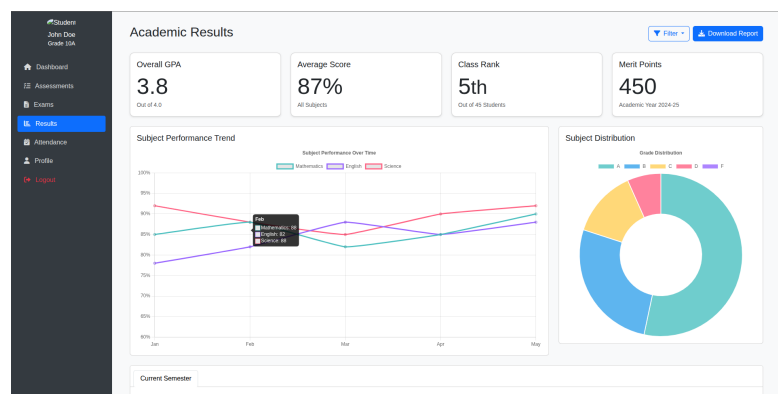 Student
John Doe
Grade 10A
Dashboard
Assessments
Exams
Results
Attendance
Profile
Logout
Academic Results
Filter
Download Report
Overall GPA
3.8
Out of 4.0
Average Score
87%
All Subjects
Class Rank
5th
Out of 45 Students
Merit Points
450
Academic Year 2024-25
Subject Performance Trend
Subject Performance Over Time
Mathematics English Science
100%
95%
90%
85%
80%
75%
70%
65%
60%
Feb
Mathematics: 88
English: 82
Science: 88
Jan Feb Mar Apr May
Subject Distribution
Grade Distribution
A B C D F
Current Semester